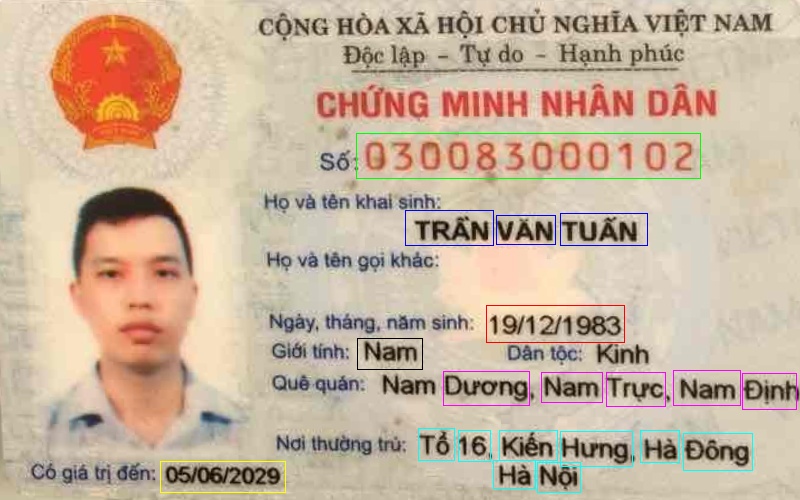 CỘNG HÒA XÃ HỘI CHỦ NGHĨA VIỆT NAM
Độc lập - Tự do - Hạnh phúc
CHỨNG MINH NHÂN DÂN
Số: 030083000102
Họ và tên khai sinh:
TRẦN VĂN TUẤN
Họ và tên gọi khác:
Ngày, tháng, năm sinh: 19/12/1983
Giới tính: Nam Dân tộc: Kinh
Quê quán: Nam Dương, Nam Trực, Nam Định
Nơi thường trú: Tổ 16, Kiến Hưng, Hà Đông
Hà Nội
Có giá trị đến: 05/06/2029